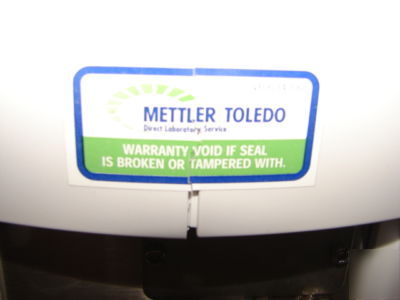 METTLER TOLEDO
Direct Laboratory Service
WARRANTY VOID IF SEAL
IS BROKEN OR TAMPERED WITH.